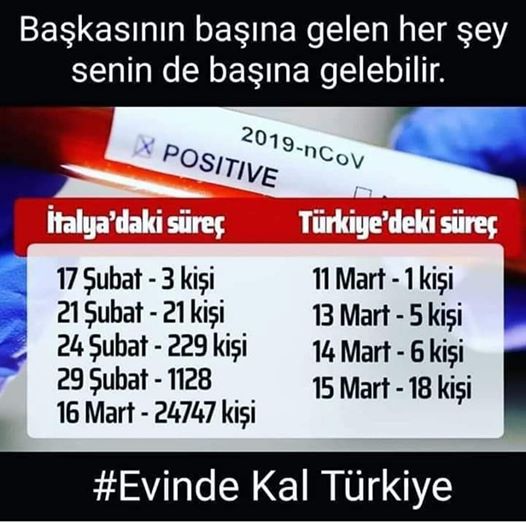 Başkasının başına gelen her şey
senin de başına gelebilir.
2019-nCoV
POSITIVE
İtalya'daki süreç
17 Şubat - 3 kişi
21 Şubat - 21 kişi
24 Şubat - 229 kişi
29 Şubat - 1128
16 Mart - 24747 kişi
Türkiye'deki süreç
11 Mart - 1 kişi
13 Mart - 5 kişi
14 Mart - 6 kişi
15 Mart - 18 kişi
#Evinde Kal Türkiye